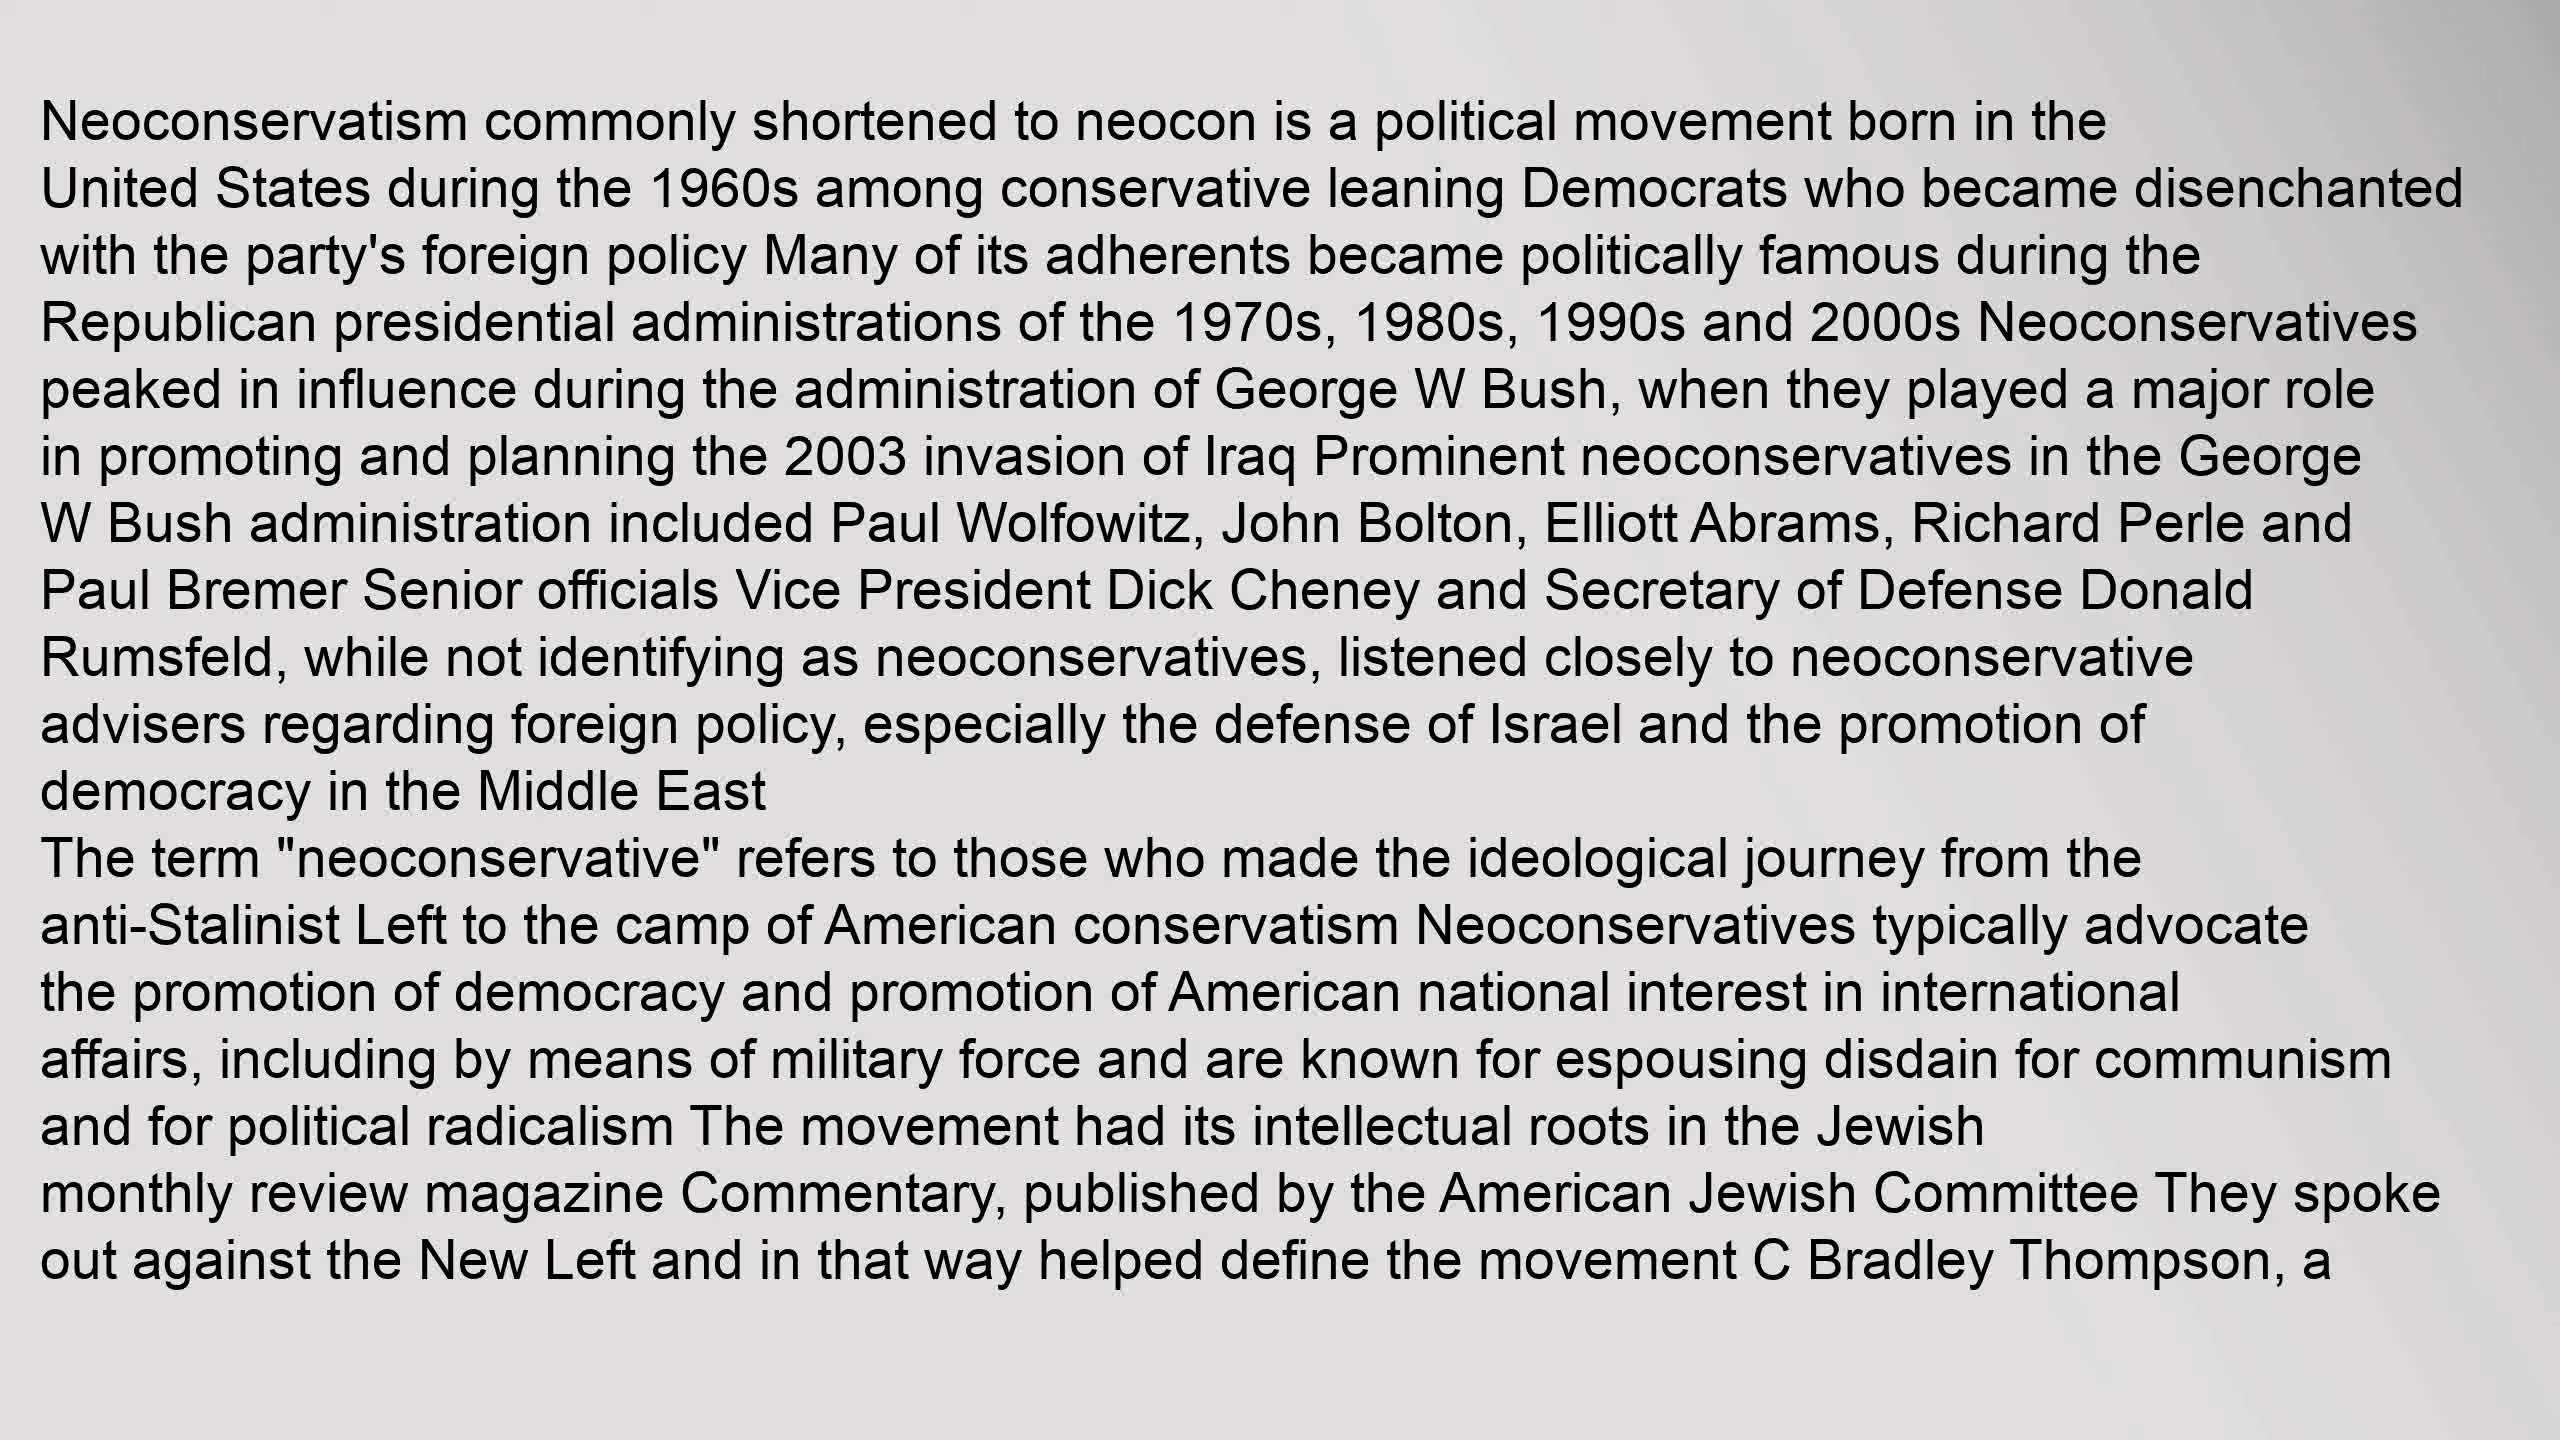 Neoconservatism commonly shortened to neocon is a political movement born in the
United States during the 1960s among conservative leaning Democrats who became disenchanted
with the party's foreign policy Many of its adherents became politically famous during the
Republican presidential administrations of the 1970s, 1980s, 1990s and 2000s Neoconservatives
peaked in influence during the administration of George W Bush, when they played a major role
in promoting and planning the 2003 invasion of Iraq Prominent neoconservatives in the George
W Bush administration included Paul Wolfowitz, John Bolton, Elliott Abrams, Richard Perle and
Paul Bremer Senior officials Vice President Dick Cheney and Secretary of Defense Donald
Rumsfeld, while not identifying as neoconservatives, listened closely to neoconservative
advisers regarding foreign policy, especially the defense of Israel and the promotion of
democracy in the Middle East
The term "neoconservative" refers to those who made the ideological journey from the
anti-Stalinist Left to the camp of American conservatism Neoconservatives typically advocate
the promotion of democracy and promotion of American national interest in international
affairs, including by means of military force and are known for espousing disdain for communism
and for political radicalism The movement had its intellectual roots in the Jewish
monthly review magazine Commentary, published by the American Jewish Committee They spoke
out against the New Left and in that way helped define the movement C Bradley Thompson, a